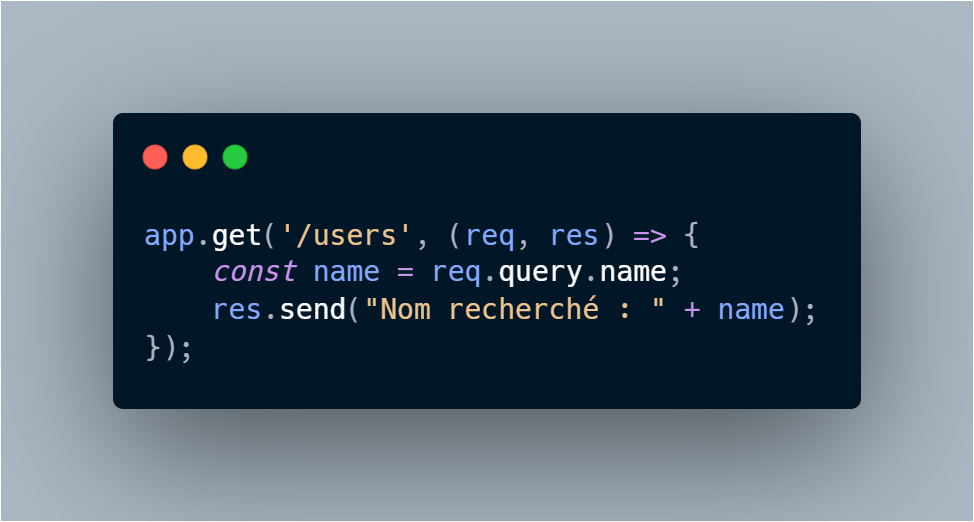 app.get('/users', (req, res) => {
    const name = req.query.name;
    res.send("Nom recherché : " + name);
});